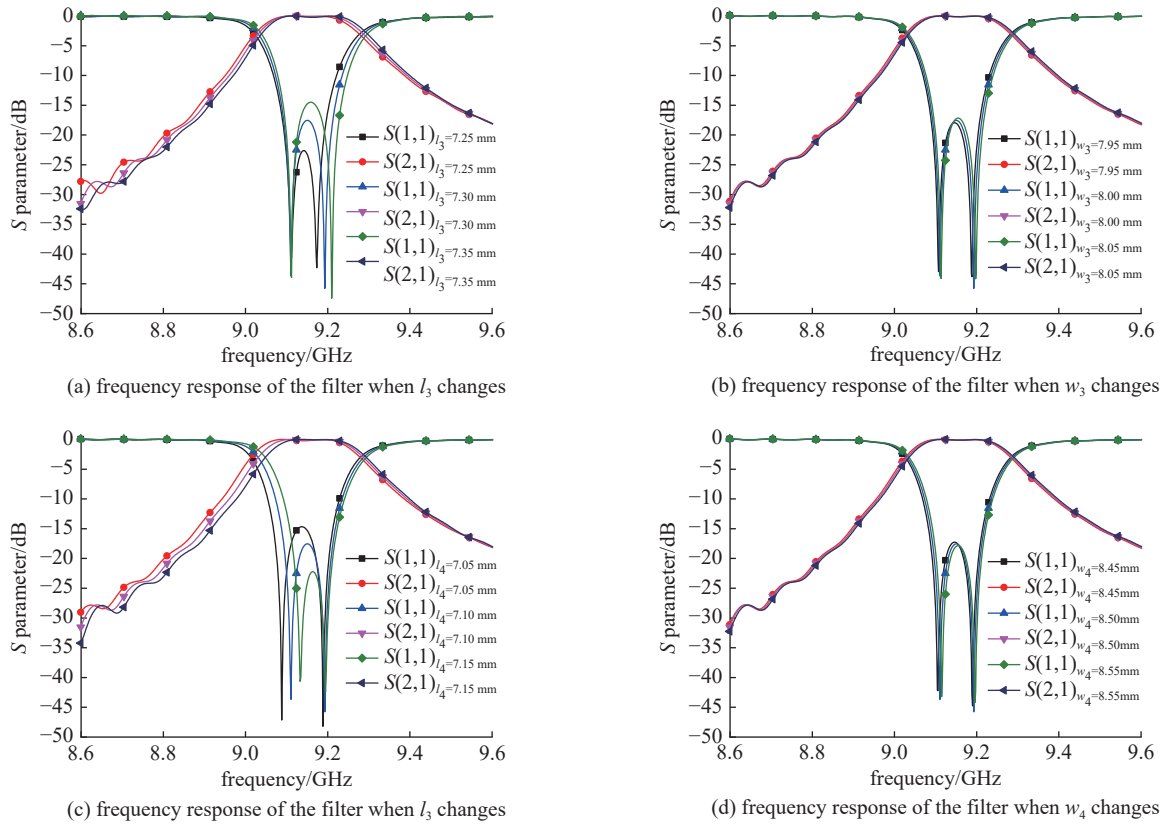 0
−5
−10
−15
−20
−25
−30
−35
−40
−45
−50
S parameter/dB
S(1,1)l3=7.25 mm
S(2,1)l3=7.25 mm
S(1,1)l3=7.30 mm
S(2,1)l3=7.30 mm
S(1,1)l3=7.35 mm
S(2,1)l3=7.35 mm
8.6 8.8 9.0 9.2 9.4 9.6
frequency/GHz
(a) frequency response of the filter when l3 changes
0
−5
−10
−15
−20
−25
−30
−35
−40
−45
−50
S parameter/dB
S(1,1)w3=7.95 mm
S(2,1)w3=7.95 mm
S(1,1)w3=8.00 mm
S(2,1)w3=8.00 mm
S(1,1)w3=8.05 mm
S(2,1)w3=8.05 mm
8.6 8.8 9.0 9.2 9.4 9.6
frequency/GHz
(b) frequency response of the filter when w3 changes
0
−5
−10
−15
−20
−25
−30
−35
−40
−45
−50
S parameter/dB
S(1,1)l4=7.05 mm
S(2,1)l4=7.05 mm
S(1,1)l4=7.10 mm
S(2,1)l4=7.10 mm
S(1,1)l4=7.15 mm
S(2,1)l4=7.15 mm
8.6 8.8 9.0 9.2 9.4 9.6
frequency/GHz
(c) frequency response of the filter when l3 changes
0
−5
−10
−15
−20
−25
−30
−35
−40
−45
−50
S parameter/dB
S(1,1)w4=8.45mm
S(2,1)w4=8.45mm
S(1,1)w4=8.50mm
S(2,1)w4=8.50mm
S(1,1)w4=8.55mm
S(2,1)w4=8.55mm
8.6 8.8 9.0 9.2 9.4 9.6
frequency/GHz
(d) frequency response of the filter when w4 changes